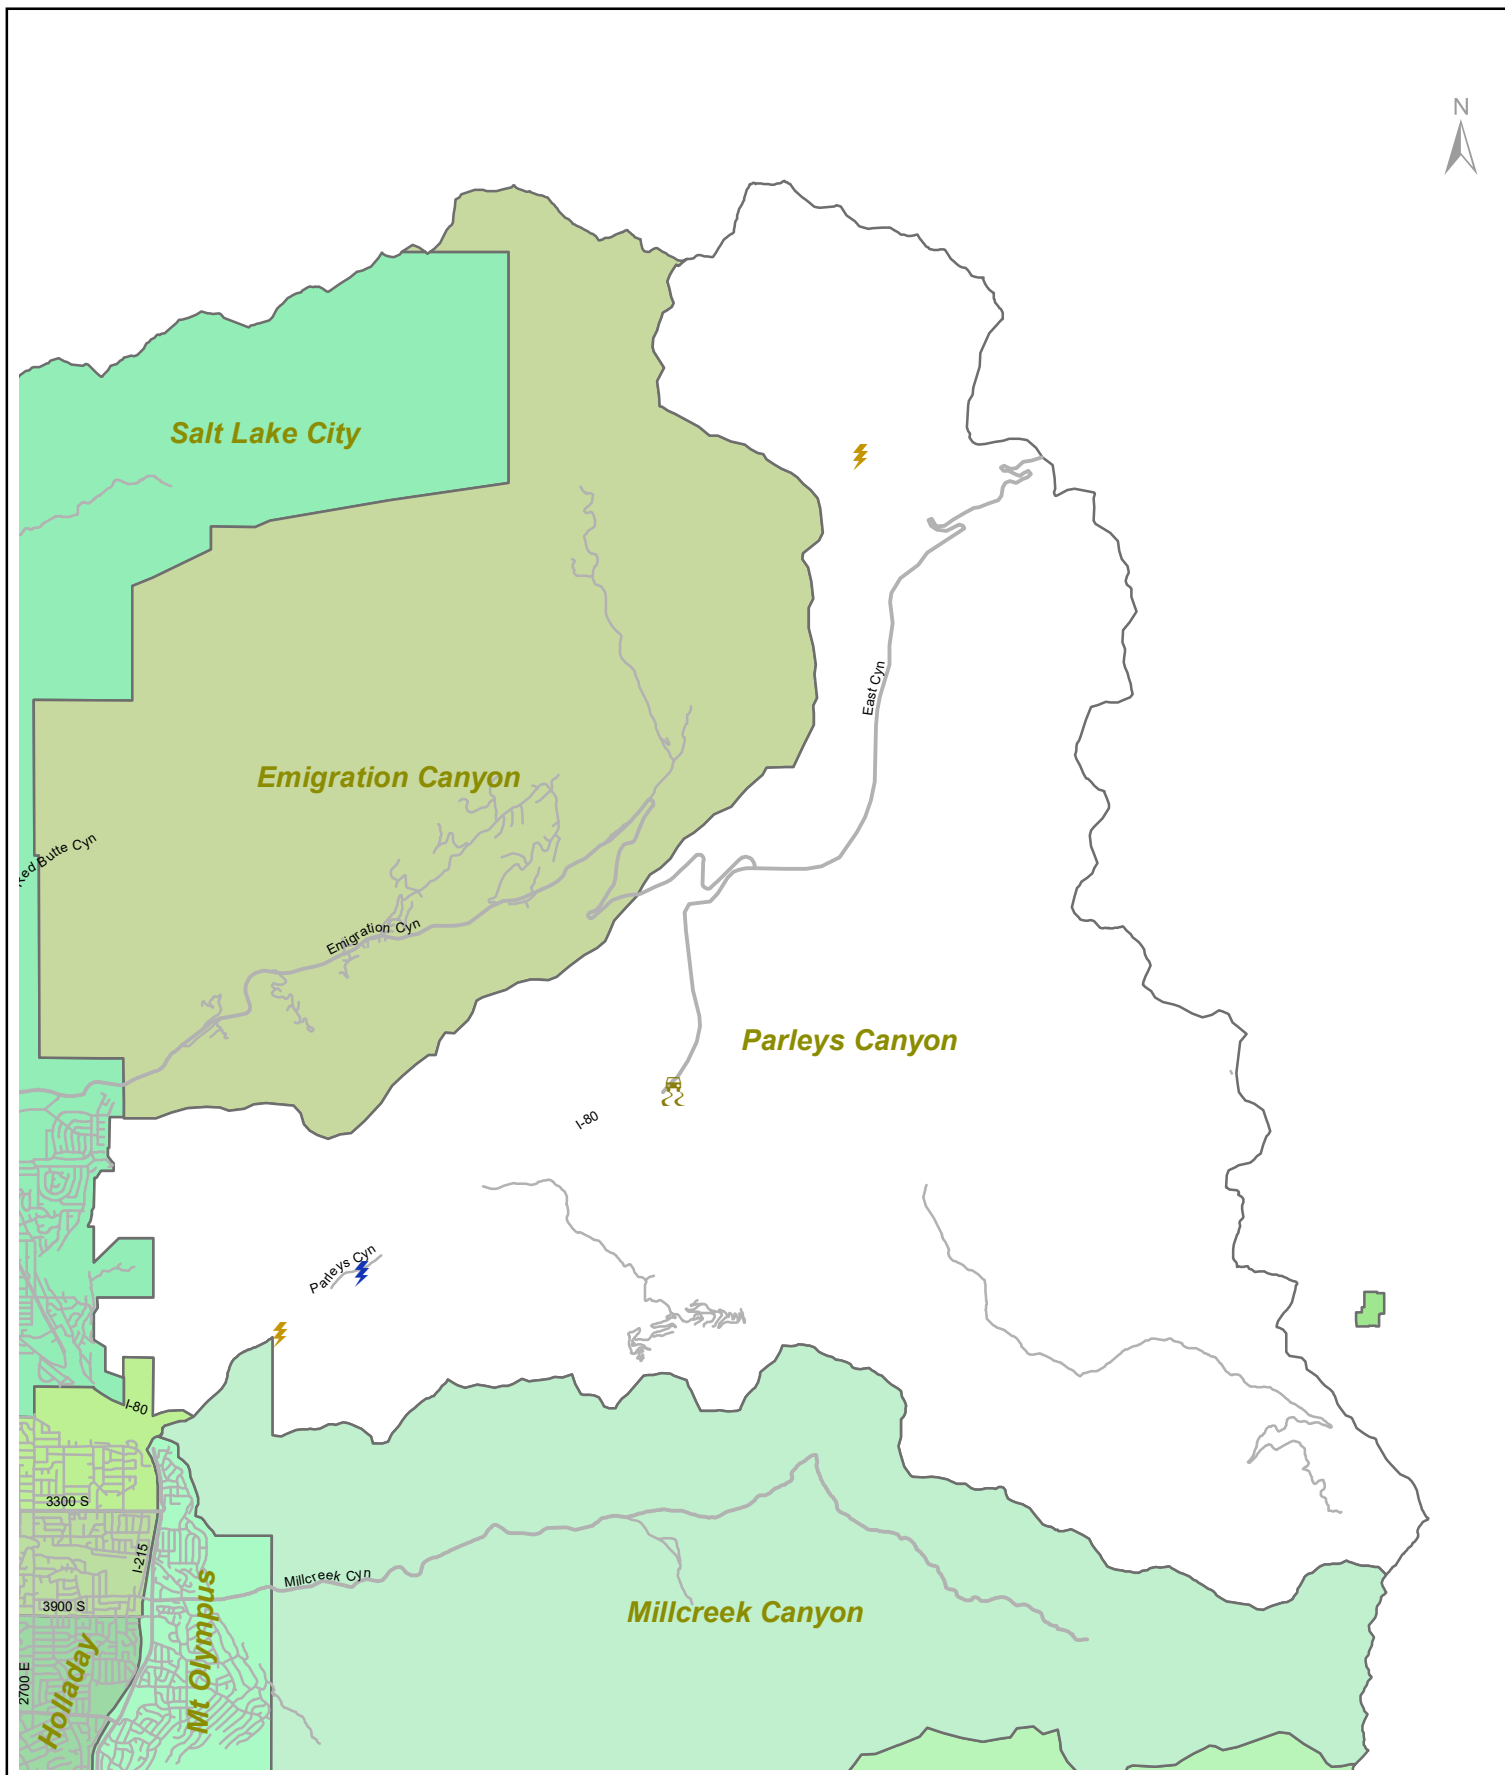 N
Salt Lake City
East Cyn
Emigration Canyon
Red Butte Cyn
Emigration Cyn
Parleys Canyon
I-80
Parleys Cyn
I-80
3300 S
I-215
Millcreek Cyn
3900 S
Millcreek Canyon
Mt Olympus
Holladay
2700 E